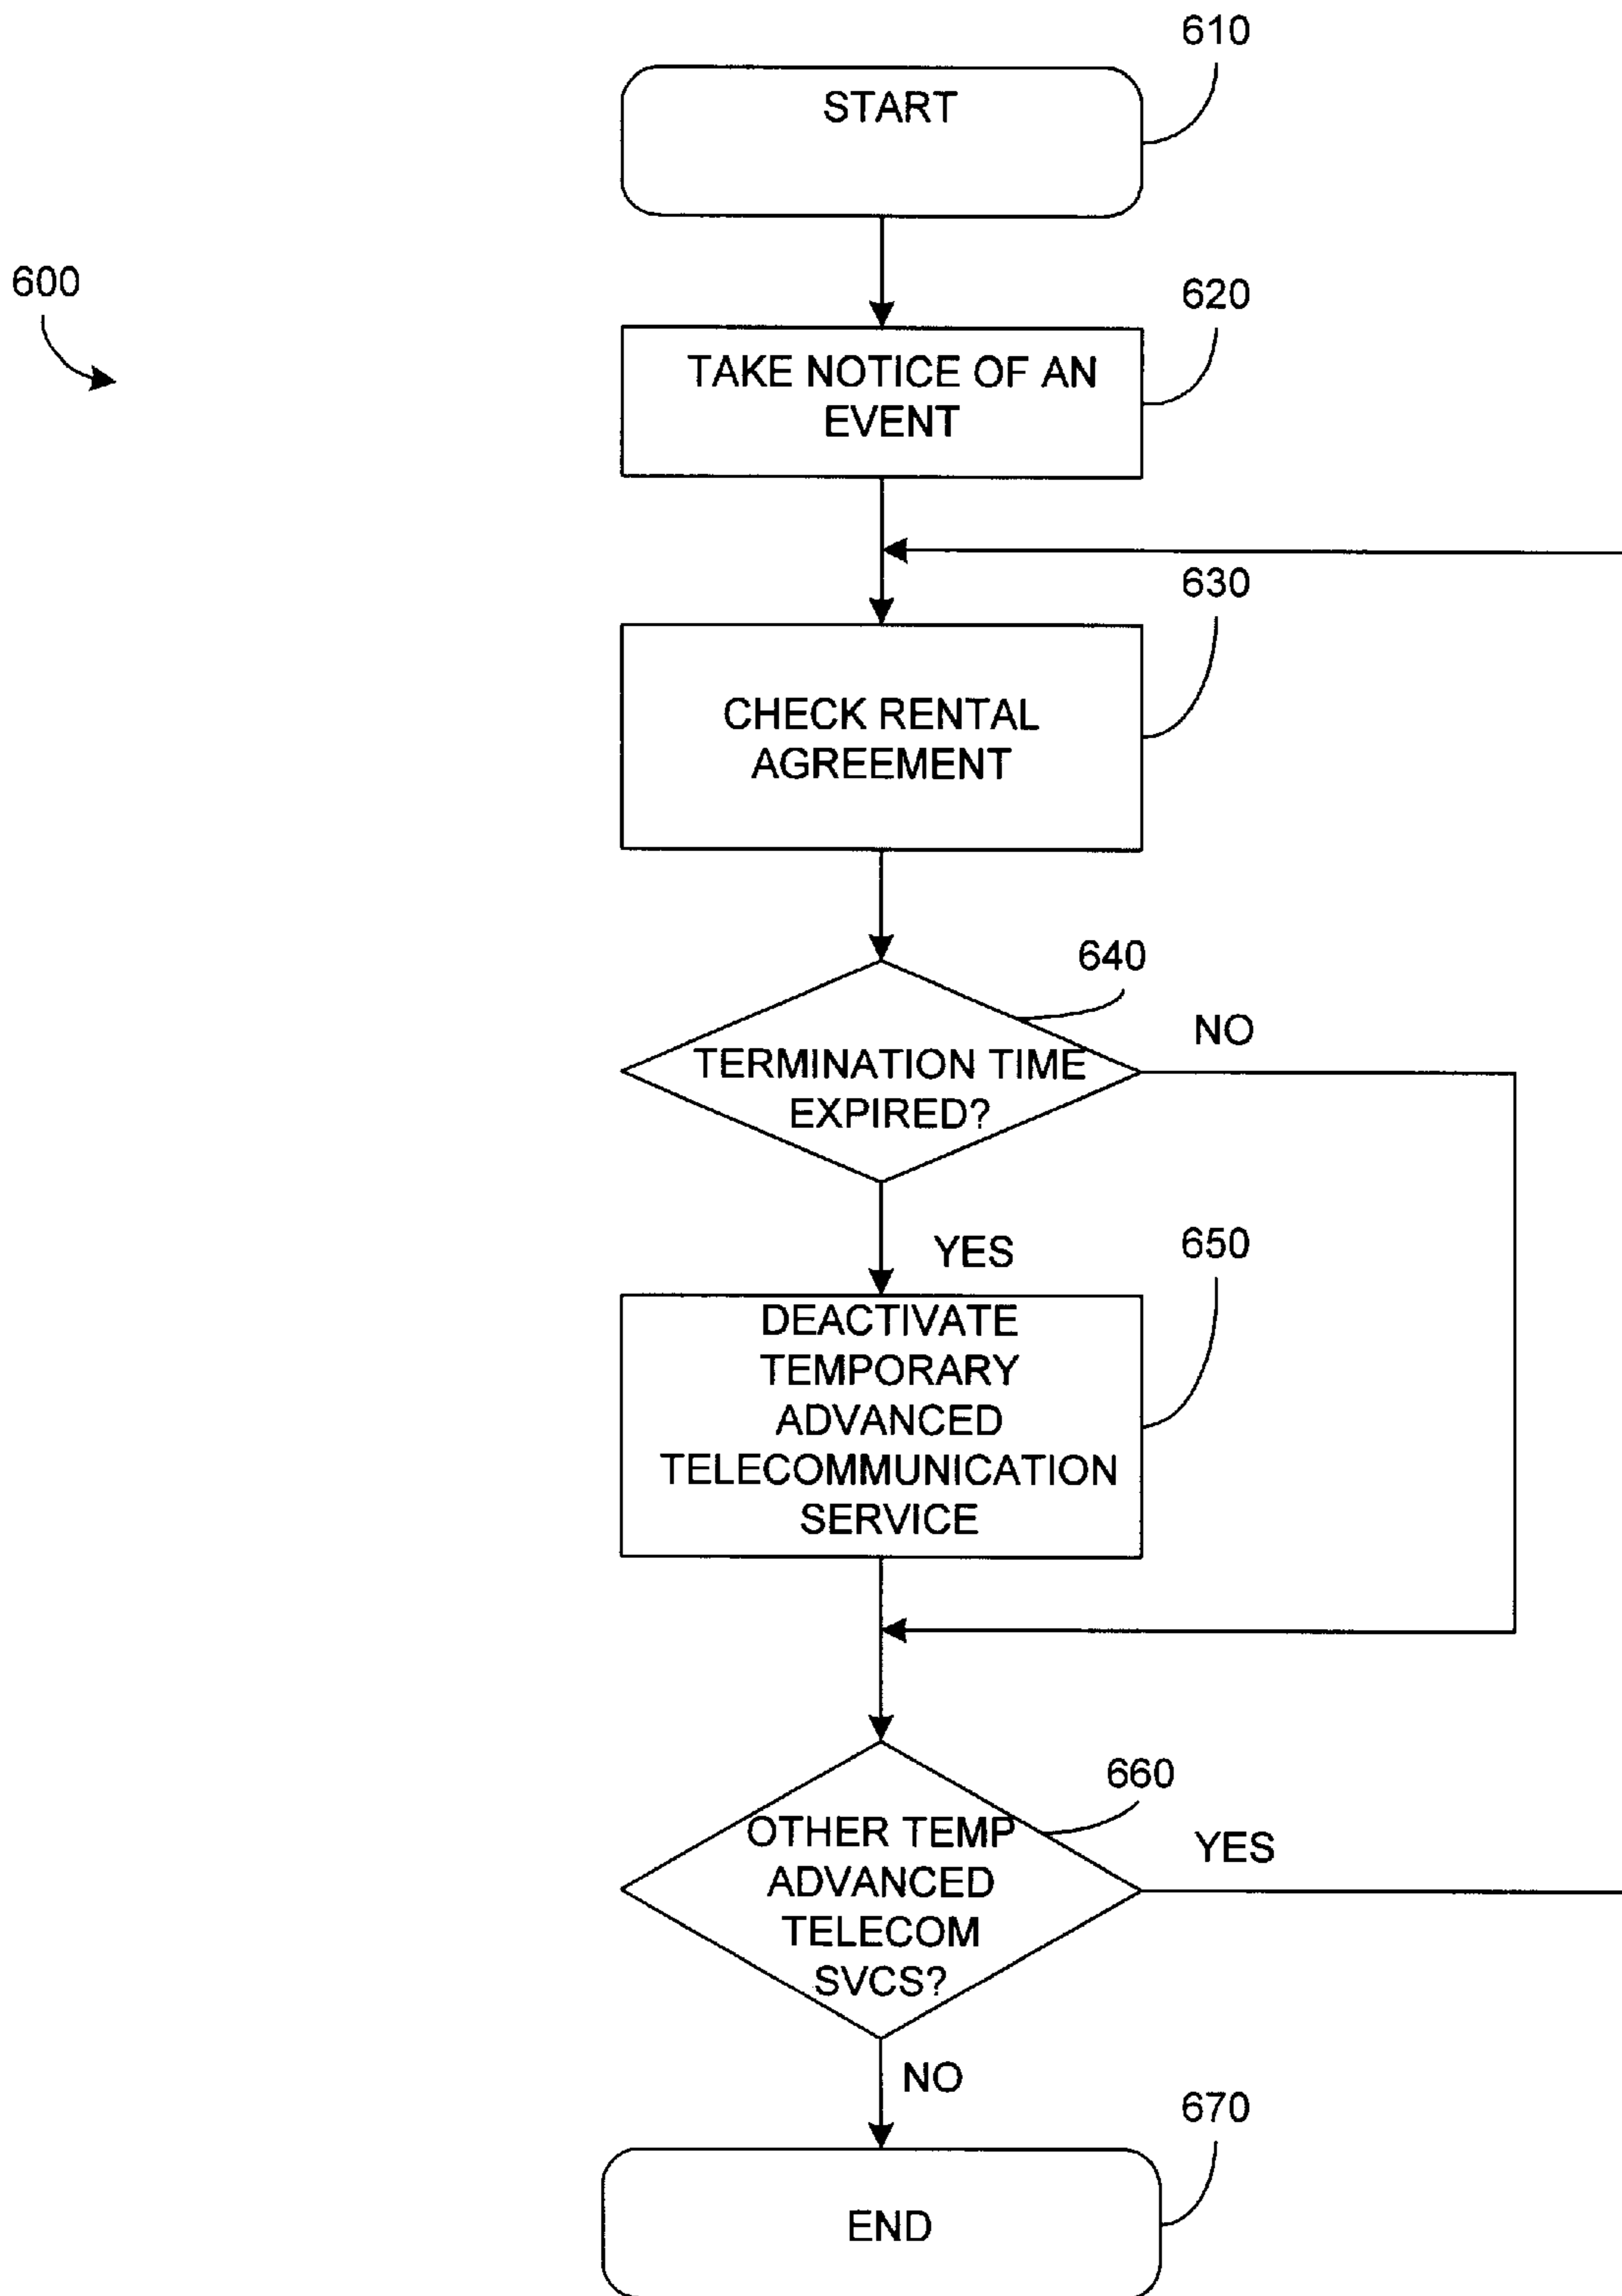 610
START
600
620
TAKE NOTICE OF AN
EVENT
630
CHECK RENTAL
AGREEMENT
640
NO
TERMINATION TIME
EXPIRED?
YES
650
DEACTIVATE
TEMPORARY
ADVANCED
TELECOMMUNICATION
SERVICE
660
OTHER TEMP
YES
ADVANCED
TELECOM
SVCS?
NO
670
END